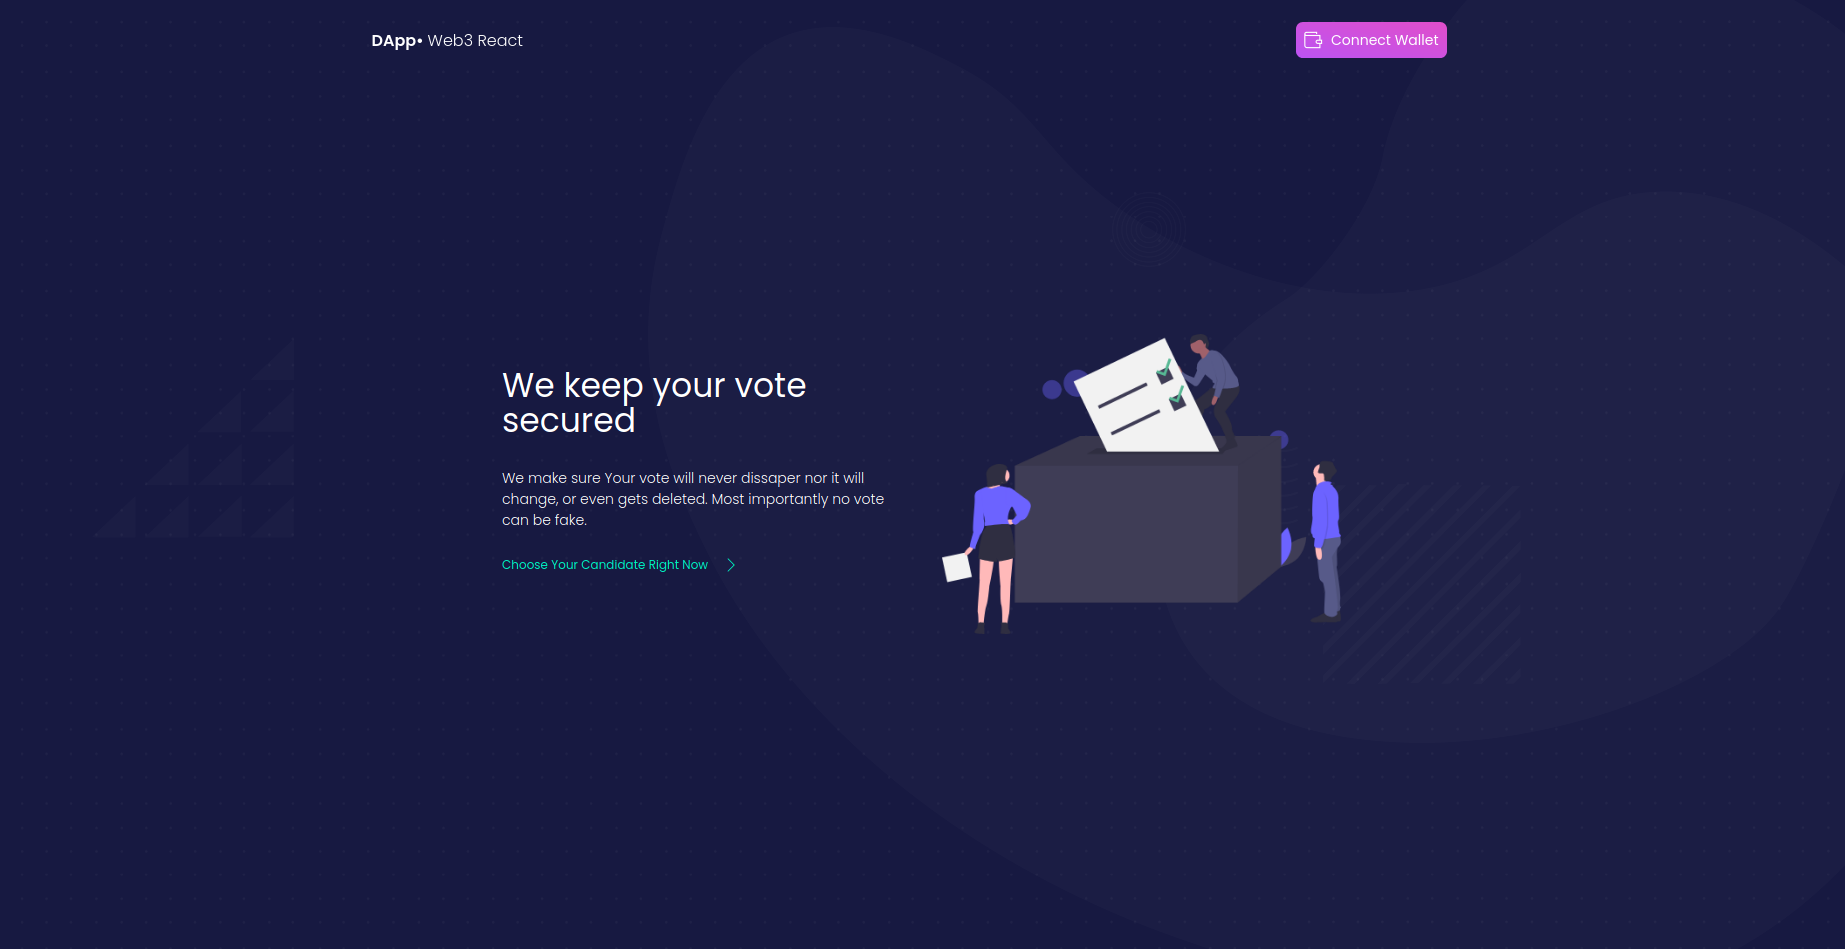 DApp• Web3 React
Connect Wallet
We keep your vote
secured
We make sure Your vote will never dissaper nor it will
change, or even gets deleted. Most importantly no vote
can be fake.
Choose Your Candidate Right Now